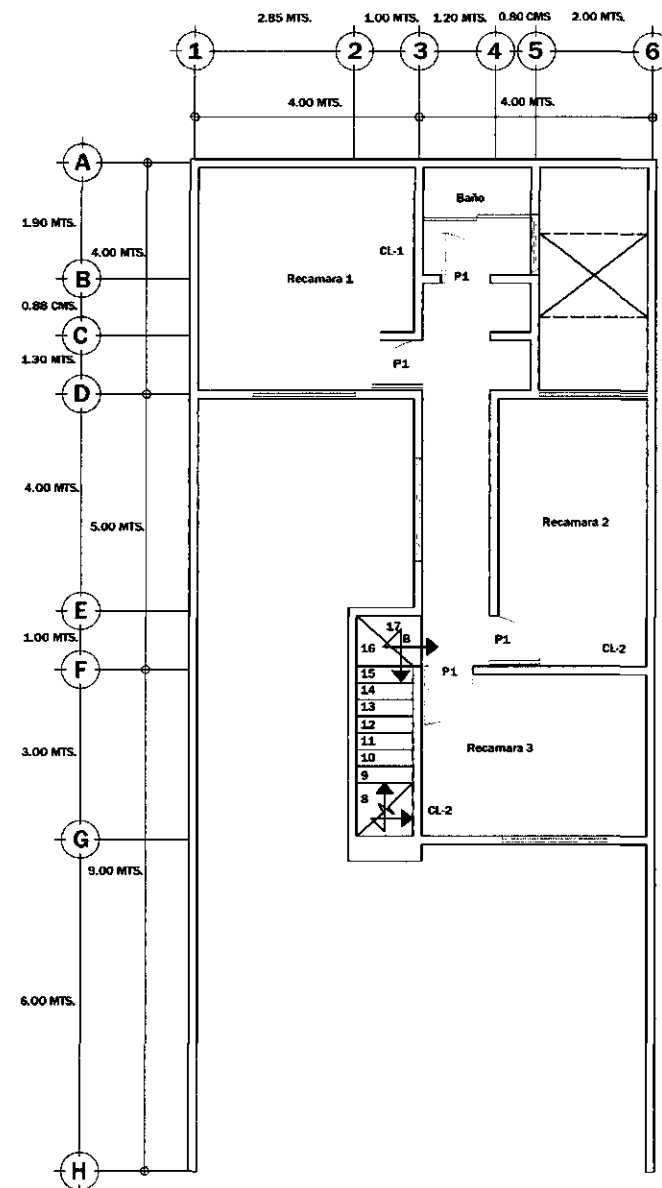 2.85 MTS. 1.00 MTS. 1.20 MTS. 0.80 CMS 2.00 MTS.
1 2 3 4 5 6
4.00 MTS. 4.00 MTS.
A
1.90 MTS.
4.00 MTS.
B
0.88 CMS.
C
1.30 MTS.
D
4.00 MTS.
5.00 MTS.
E
1.00 MTS.
F
3.00 MTS.
G
9.00 MTS.
6.00 MTS.
H
Baño
CL-1
Recamara 1
P1
P1
Recamara 2
17
B
16
P1
CL-2
15
P1
14
13
12
Recamara 3
11
10
9
8
CL-2